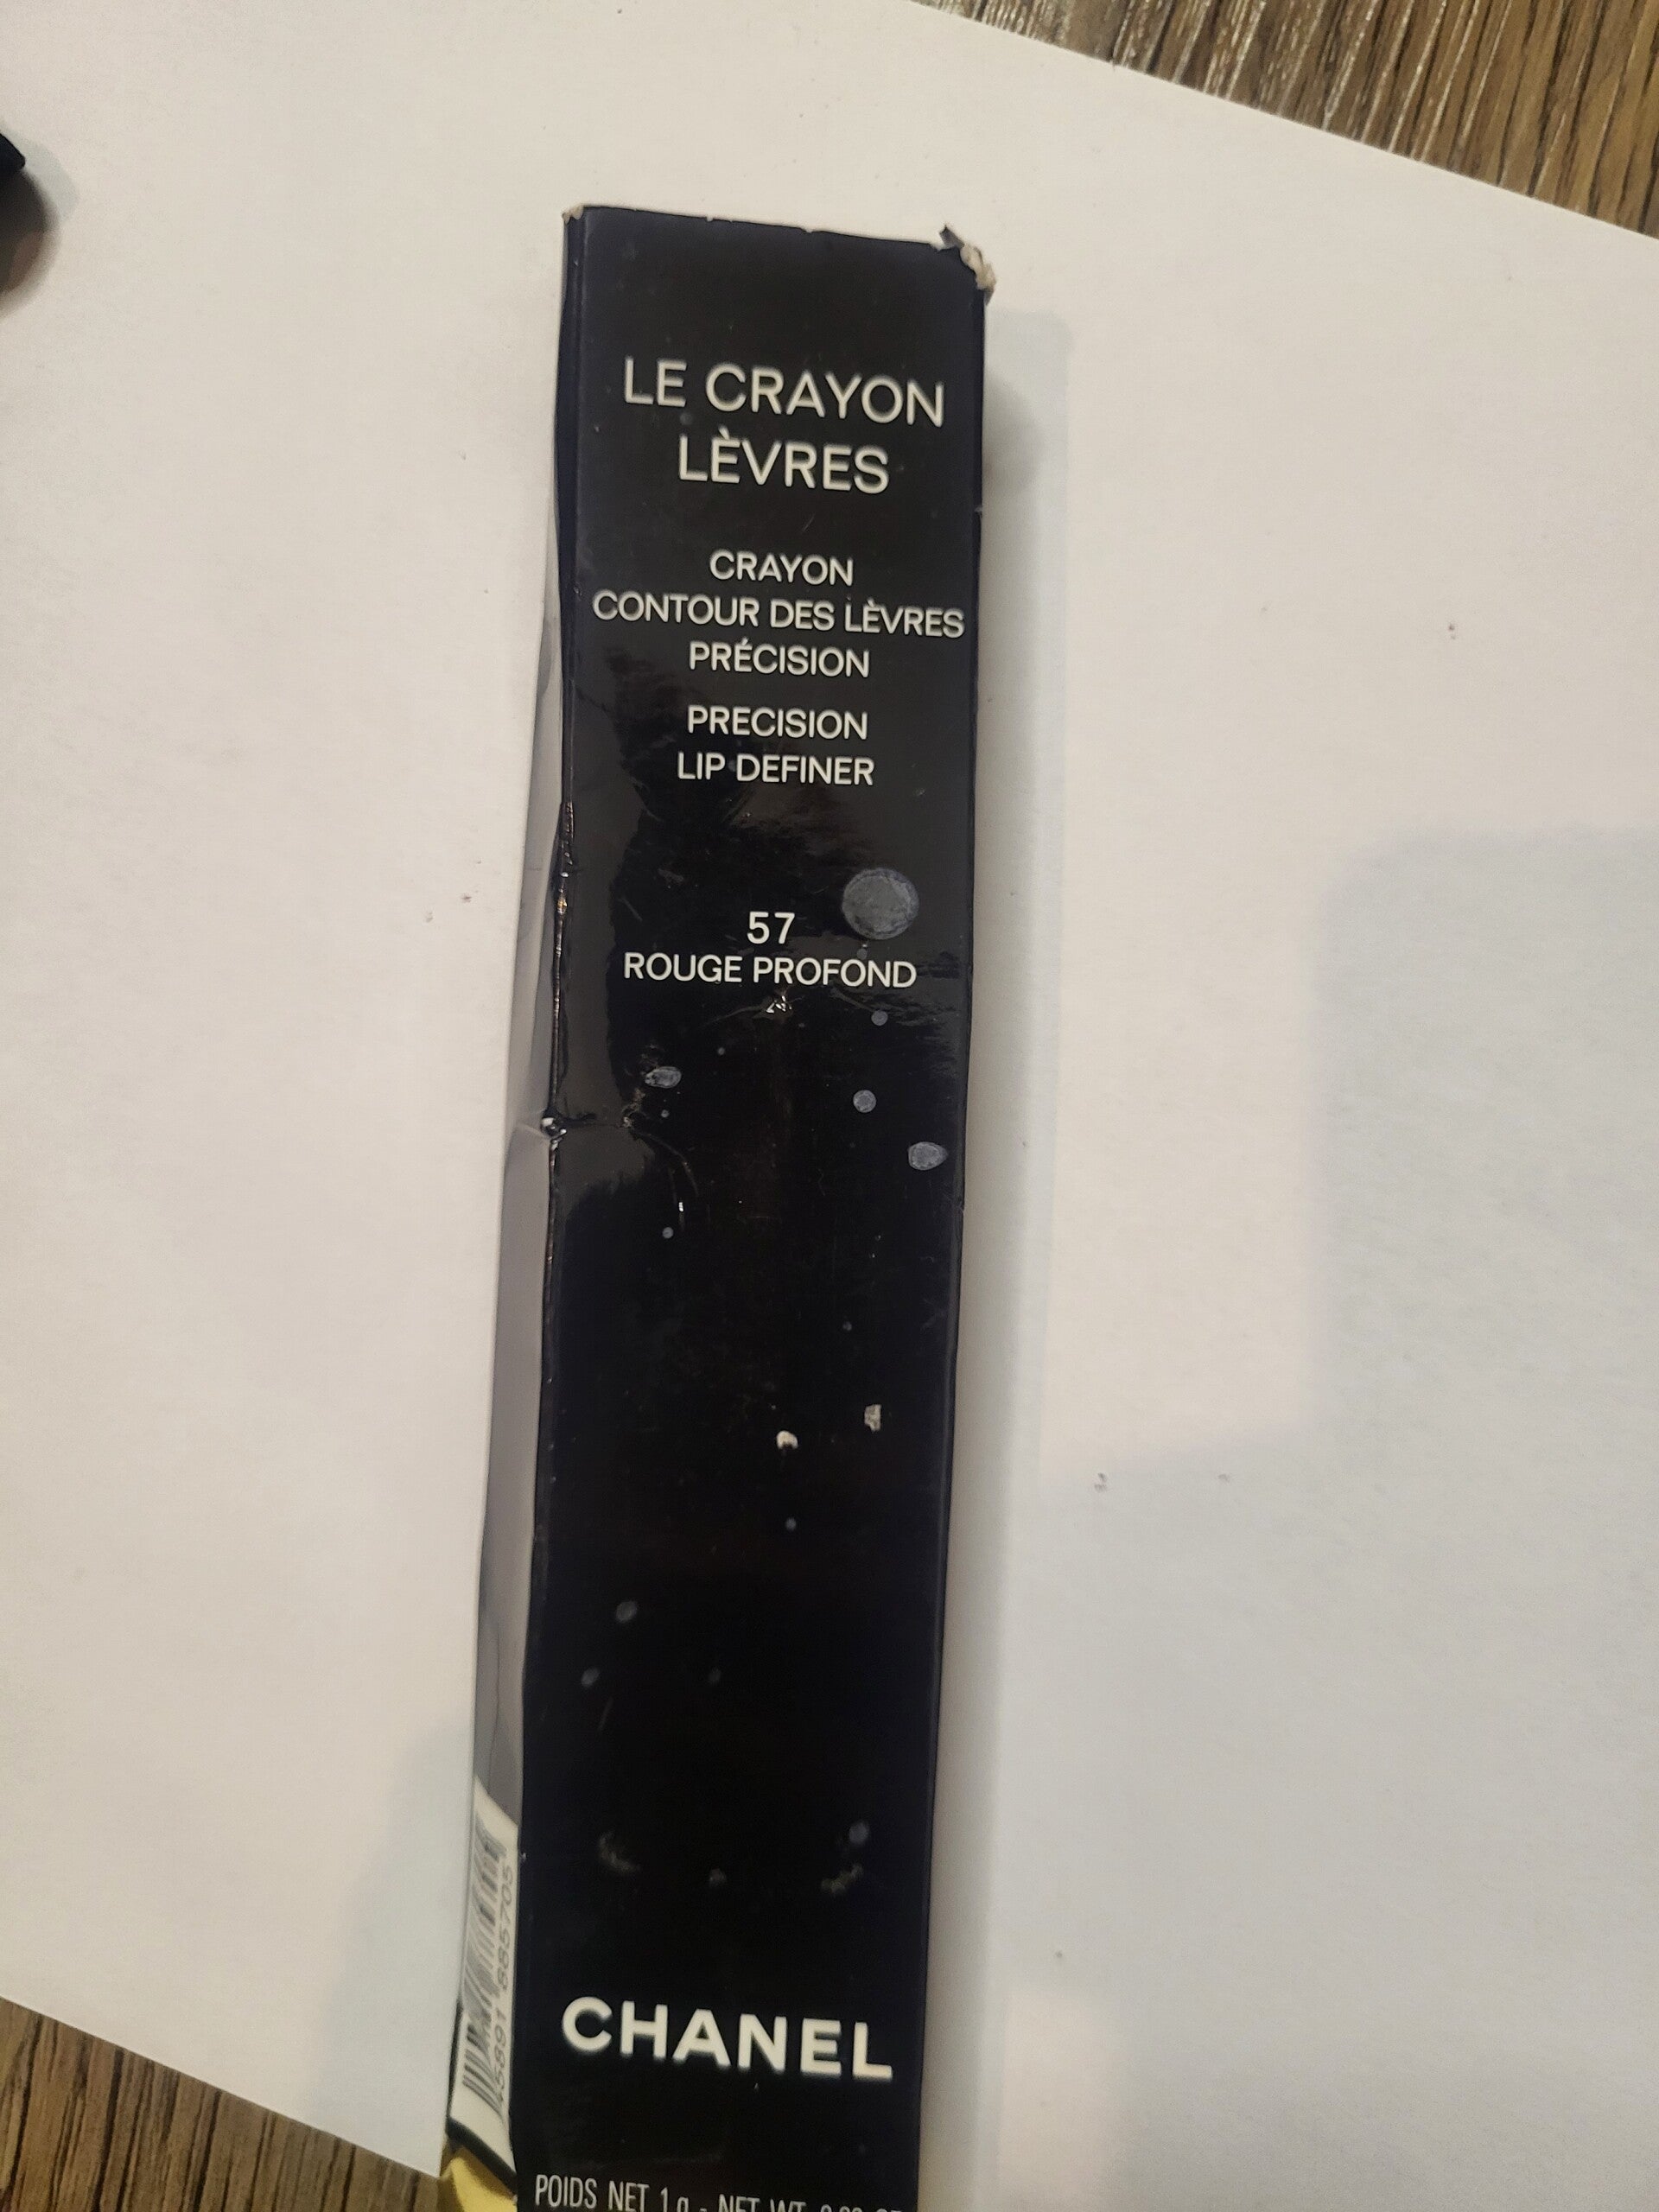 LE CRAYON
LÈVRES
CRAYON
CONTOUR DES LÈVRES
PRÉCISION
PRECISION
LIP DEFINER
57
ROUGE PROFOND
CHANEL
POIDS NET 1 g - NET WT.